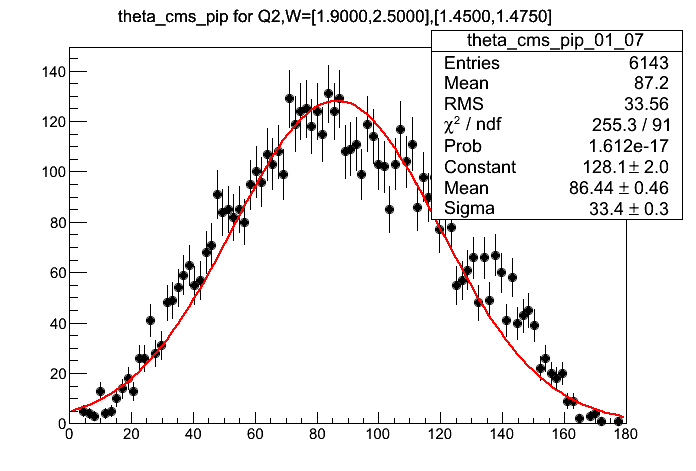 theta_cms_pip for Q2,W=[1.9000,2.5000],[1.4500,1.4750]
theta_cms_pip_01_07
Entries 6143
Mean 87.2
RMS 33.56
χ² / ndf 255.3 / 91
Prob 1.612e-17
Constant 128.1 ± 2.0
Mean 86.44 ± 0.46
Sigma 33.4 ± 0.3
140
120
100
80
60
40
20
0
0 20 40 60 80 100 120 140 160 180